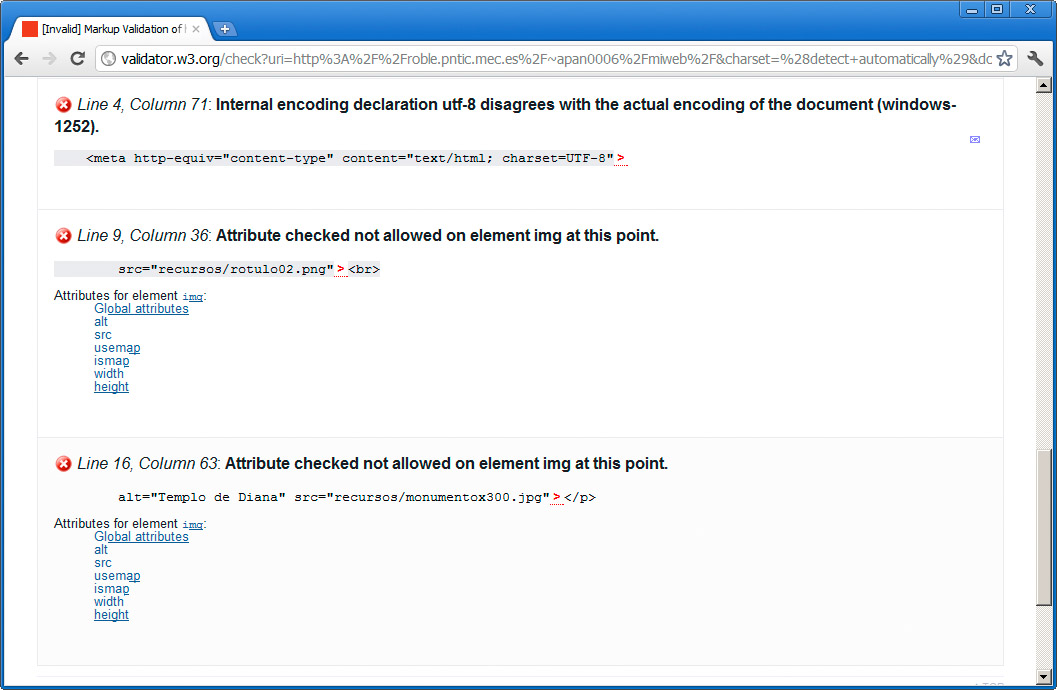 [Invalid] Markup Validation of
validator.w3.org/check?uri=http%3A%2F%2Froble.pntic.mec.es%2F~apan0006%2Fmiweb%2F&charset=%28detect+automatically%29&dc
Line 4, Column 71: Internal encoding declaration utf-8 disagrees with the actual encoding of the document (windows-
1252).
<meta http-equiv="content-type" content="text/html; charset=UTF-8">
Line 9, Column 36: Attribute checked not allowed on element img at this point.
src="recursos/rotulo02.png"><br>
Attributes for element img:
Global attributes
alt
src
usemap
ismap
width
height
Line 16, Column 63: Attribute checked not allowed on element img at this point.
alt="Templo de Diana" src="recursos/monumentox300.jpg"></p>
Attributes for element img:
Global attributes
alt
src
usemap
ismap
width
height